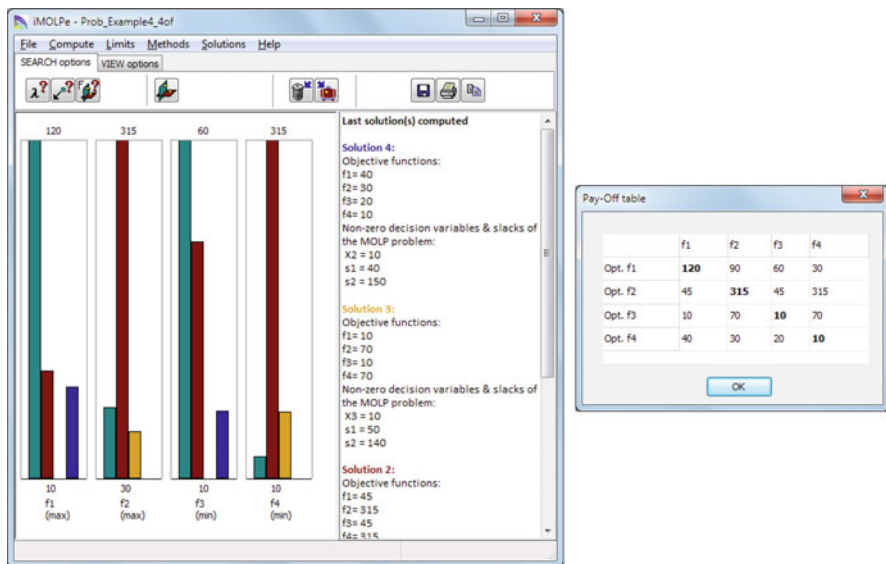 iMOLPe - Prob_Example4_4of
File Compute Limits Methods Solutions Help
SEARCH options VIEW options
λ? ? F?
120 315 60 315
10 30 10 10
f1 f2 f3 f4
(max) (max) (min) (min)
Last solution(s) computed
Solution 4:
Objective functions:
f1= 40
f2= 30
f3= 20
f4= 10
Non-zero decision variables & slacks of
the MOLP problem:
X2 = 10
s1 = 40
s2 = 150
Solution 3:
Objective functions:
f1= 10
f2= 70
f3= 10
f4= 70
Non-zero decision variables & slacks of
the MOLP problem:
X3 = 10
s1 = 50
s2 = 140
Solution 2:
Objective functions:
f1= 45
f2= 315
f3= 45
f4= 315
Pay-Off table
f1 f2 f3 f4
Opt. f1 120 90 60 30
Opt. f2 45 315 45 315
Opt. f3 10 70 10 70
Opt. f4 40 30 20 10
OK